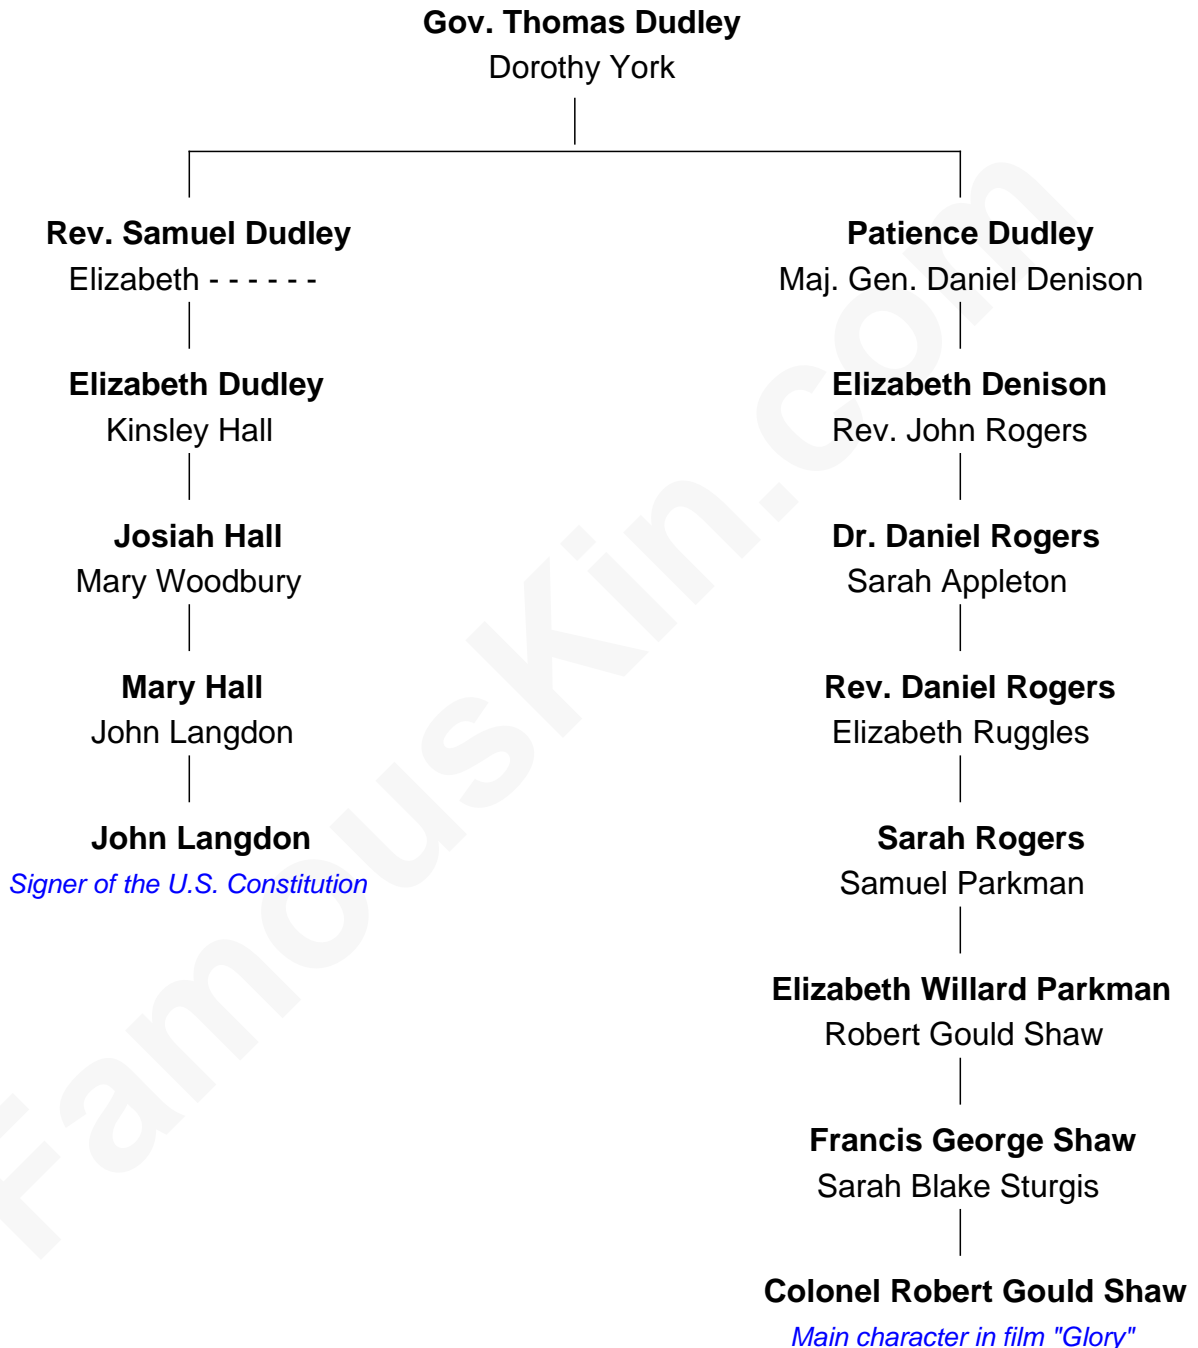 Gov. Thomas Dudley
Dorothy York
Rev. Samuel Dudley
Elizabeth - - - - - -
Elizabeth Dudley
Kinsley Hall
Josiah Hall
Mary Woodbury
Mary Hall
John Langdon
John Langdon
Signer of the U.S. Constitution
Patience Dudley
Maj. Gen. Daniel Denison
Elizabeth Denison
Rev. John Rogers
Dr. Daniel Rogers
Sarah Appleton
Rev. Daniel Rogers
Elizabeth Ruggles
Sarah Rogers
Samuel Parkman
Elizabeth Willard Parkman
Robert Gould Shaw
Francis George Shaw
Sarah Blake Sturgis
Colonel Robert Gould Shaw
Main character in film "Glory"
FamousKin.com